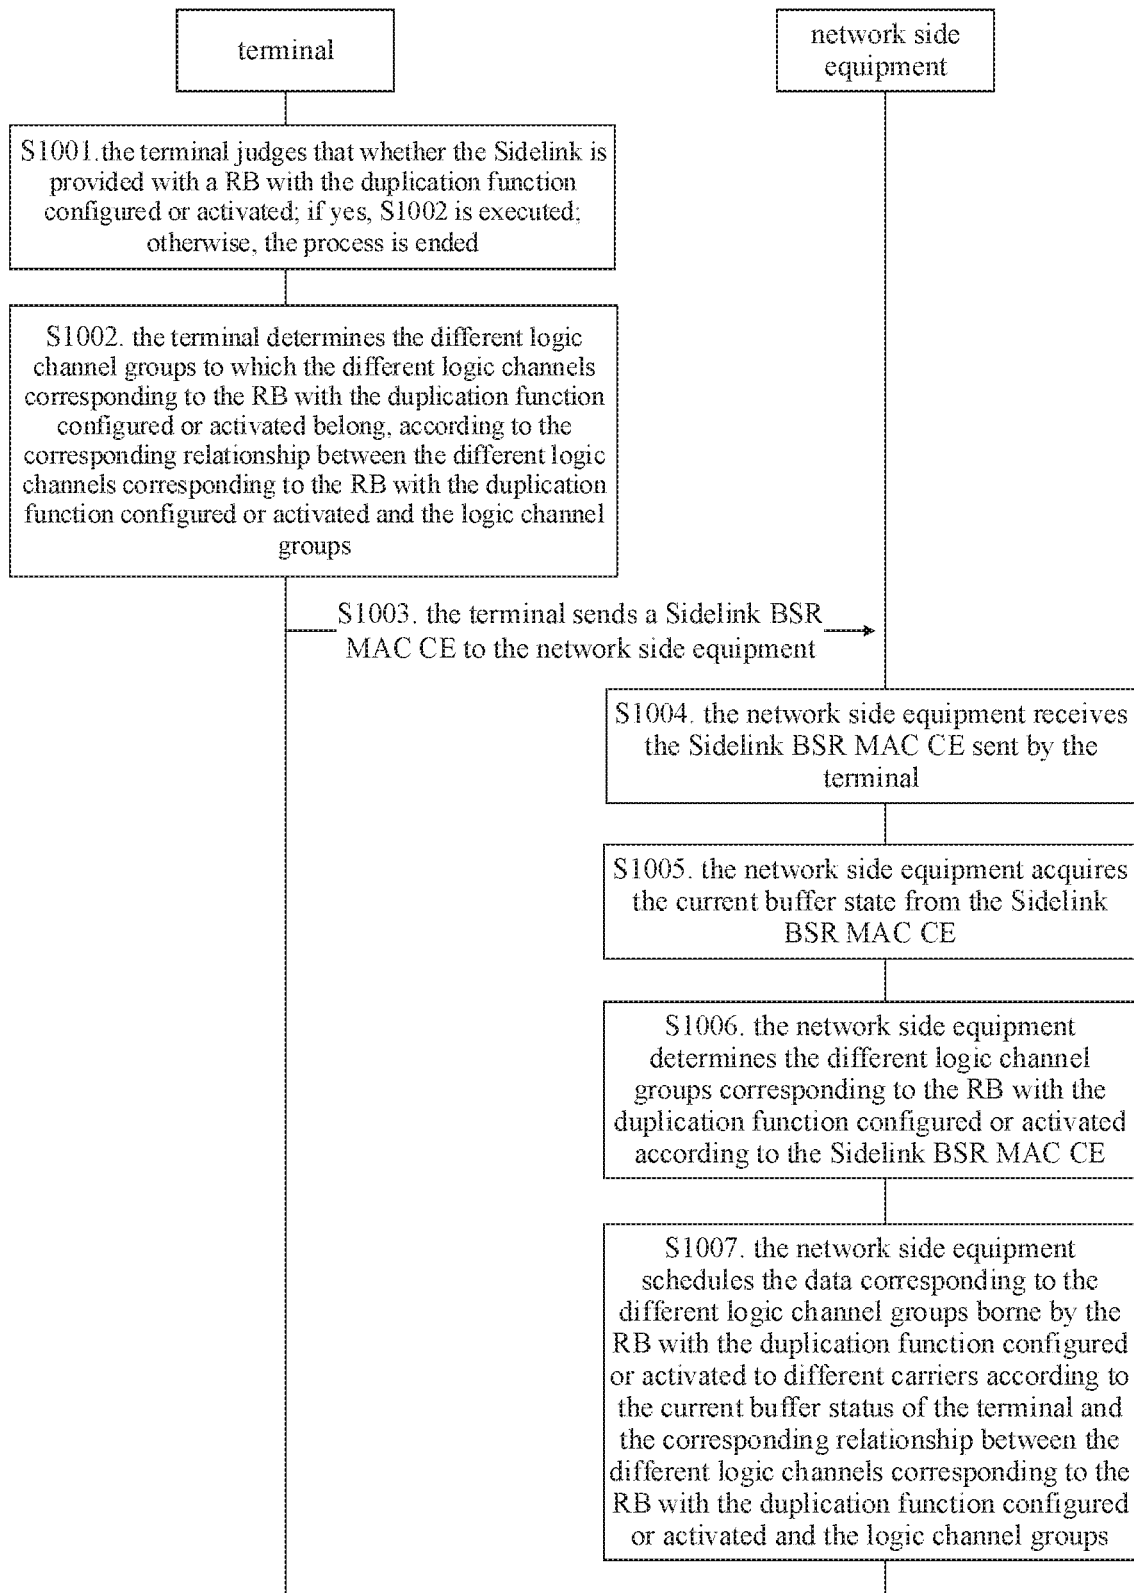 terminal
network side
equipment
S1001.the terminal judges that whether the Sidelink is
provided with a RB with the duplication function
configured or activated; if yes, S1002 is executed;
otherwise, the process is ended
S1002. the terminal determines the different logic
channel groups to which the different logic channels
corresponding to the RB with the duplication function
configured or activated belong, according to the
corresponding relationship between the different logic
channels corresponding to the RB with the duplication
function configured or activated and the logic channel
groups
S1003. the terminal sends a Sidelink BSR
MAC CE to the network side equipment
S1004. the network side equipment receives
the Sidelink BSR MAC CE sent by the
terminal
S1005. the network side equipment acquires
the current buffer state from the Sidelink
BSR MAC CE
S1006. the network side equipment
determines the different logic channel
groups corresponding to the RB with the
duplication function configured or activated
according to the Sidelink BSR MAC CE
S1007. the network side equipment
schedules the data corresponding to the
different logic channel groups borne by the
RB with the duplication function configured
or activated to different carriers according to
the current buffer status of the terminal and
the corresponding relationship between the
different logic channels corresponding to the
RB with the duplication function configured
or activated and the logic channel groups